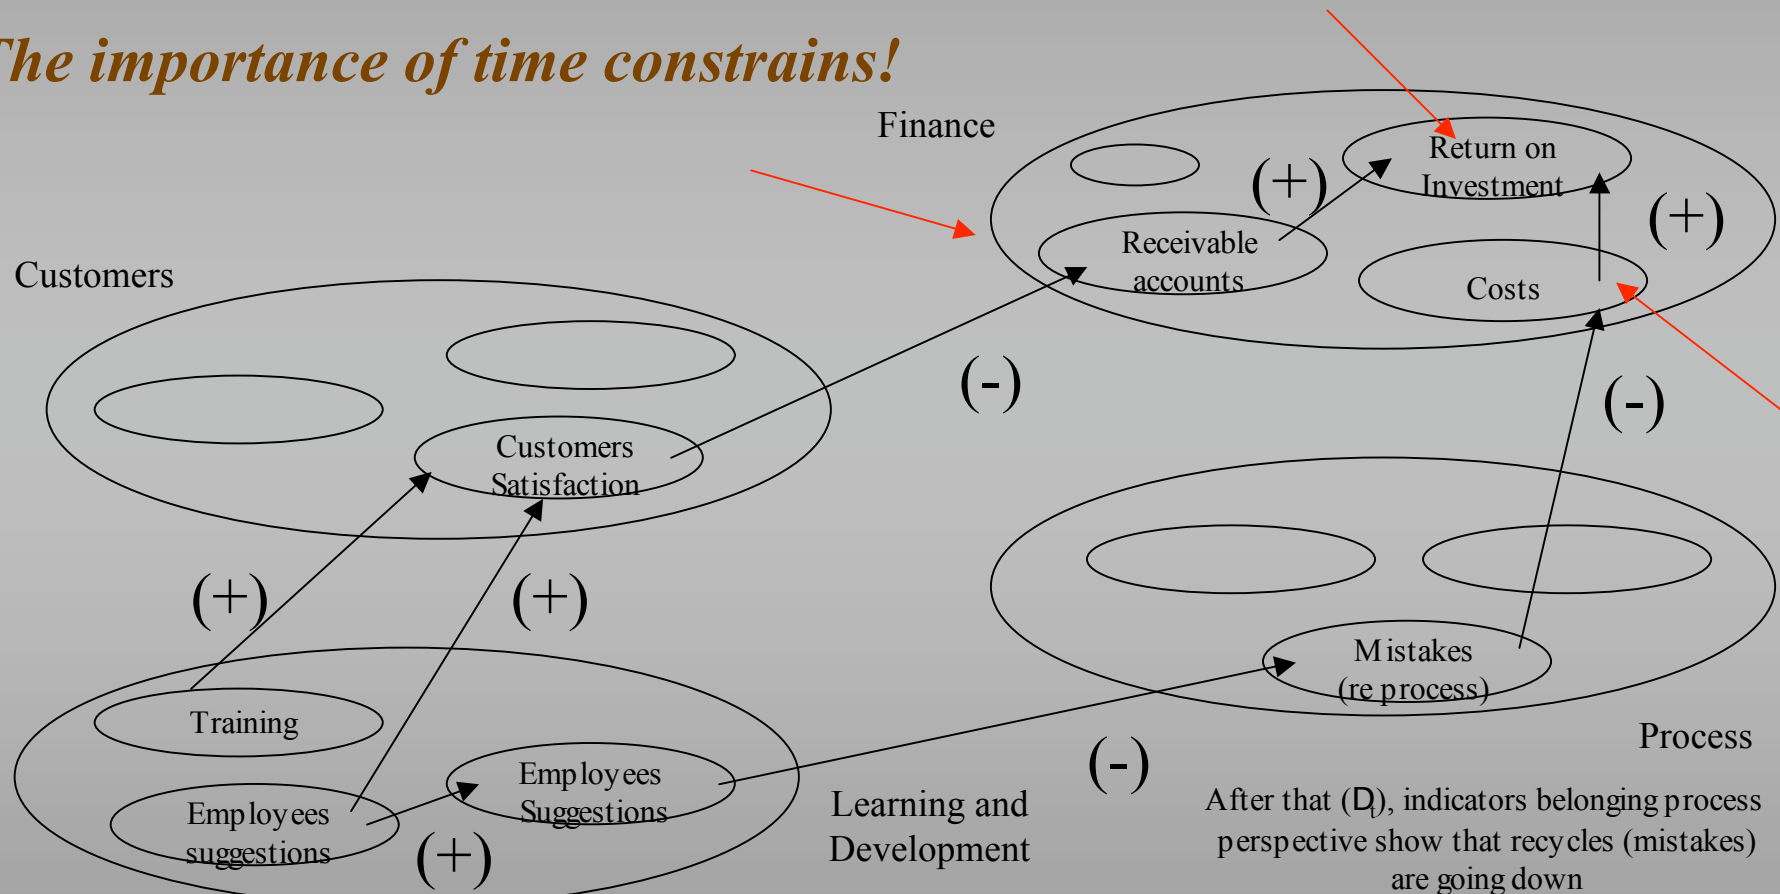 The importance of time constrains!
Finance
Return on
Investment
(+)
(+)
Receivable
accounts
Costs
Customers
(-)
(-)
Customers
Satisfaction
(+)
(+)
Mistakes
(re process)
Training
Process
(-)
Employees
Suggestions
Employees
suggestions
(+)
Learning and
Development
After that (Dt), indicators belonging process
perspective show that recycles (mistakes)
are going down